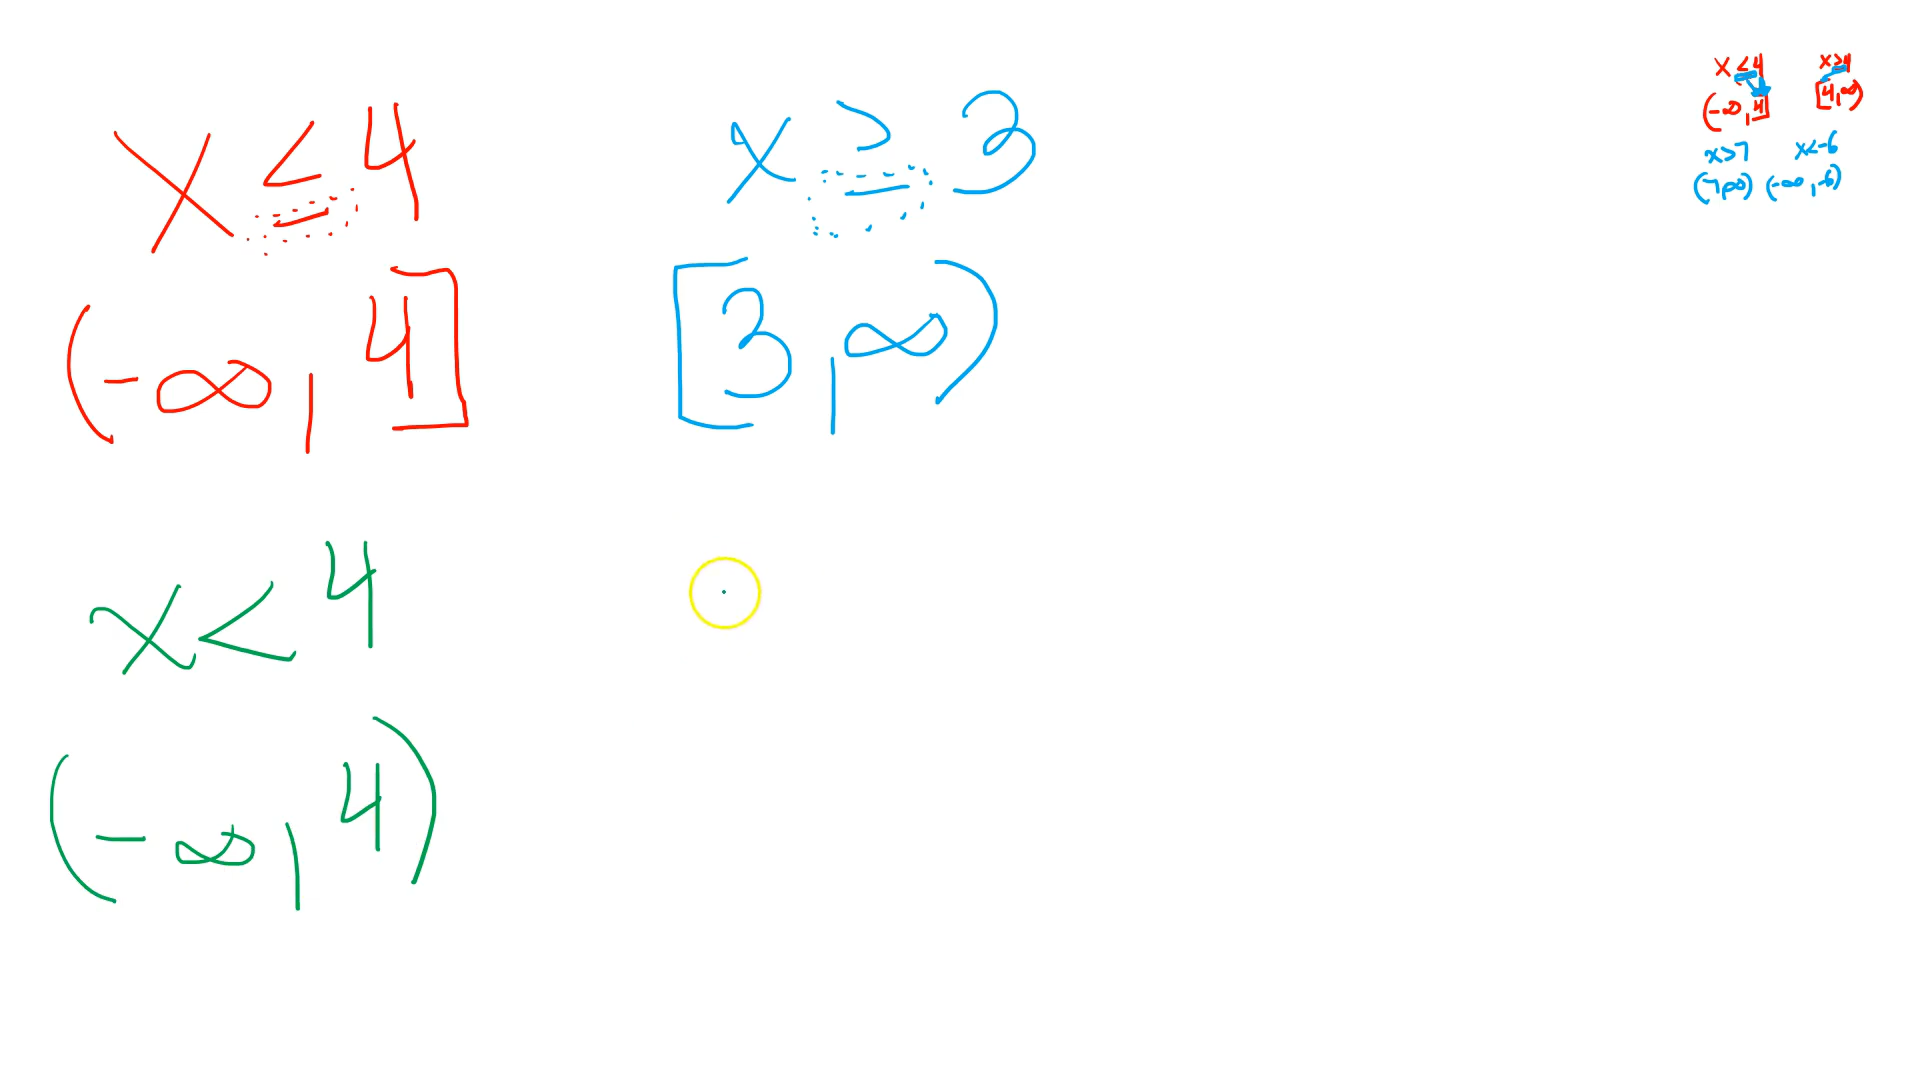 x ≤ 4
(-∞, 4]
x ≥ 3
[3, ∞)
x < 4
(-∞, 4)
x ≤ 4
(-∞, 4]
x ≥ 4
[4, ∞)
x > 7
(7, ∞)
x < -6
(-∞, -6)